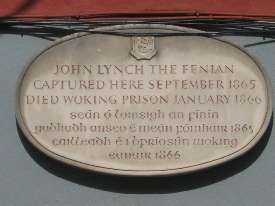 JOHN LYNCH THE FENIAN
CAPTURED HERE SEPTEMBER 1865
DIED WOKING PRISON JANUARY 1866
seán ó loinsigh an fínín
gabhadh anseo é meán fómhair 1865
cailleadh é i bpríosún woking
eanair 1866